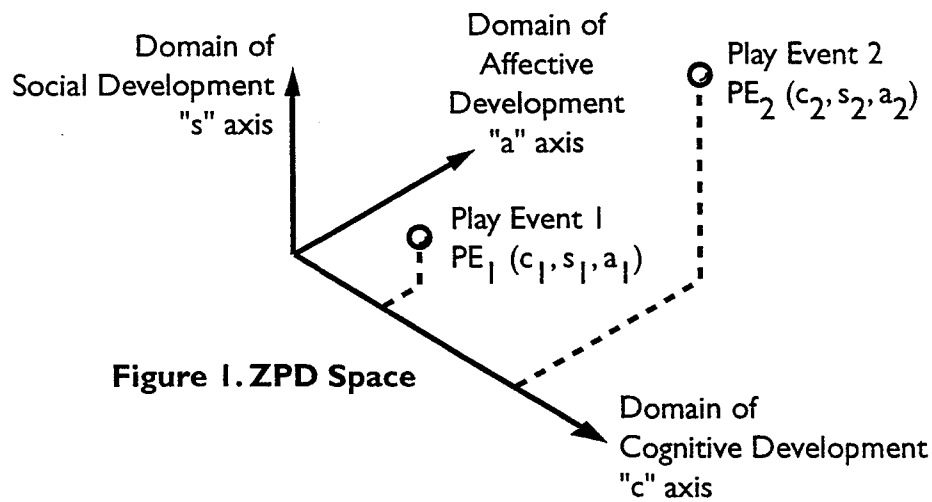 Domain of
Social Development
"s" axis
Domain of
Affective
Development
"a" axis
Play Event 2
PE2 (c2, s2, a2)
Play Event 1
PE1 (c1, s1, a1)
Figure 1. ZPD Space
Domain of
Cognitive Development
"c" axis